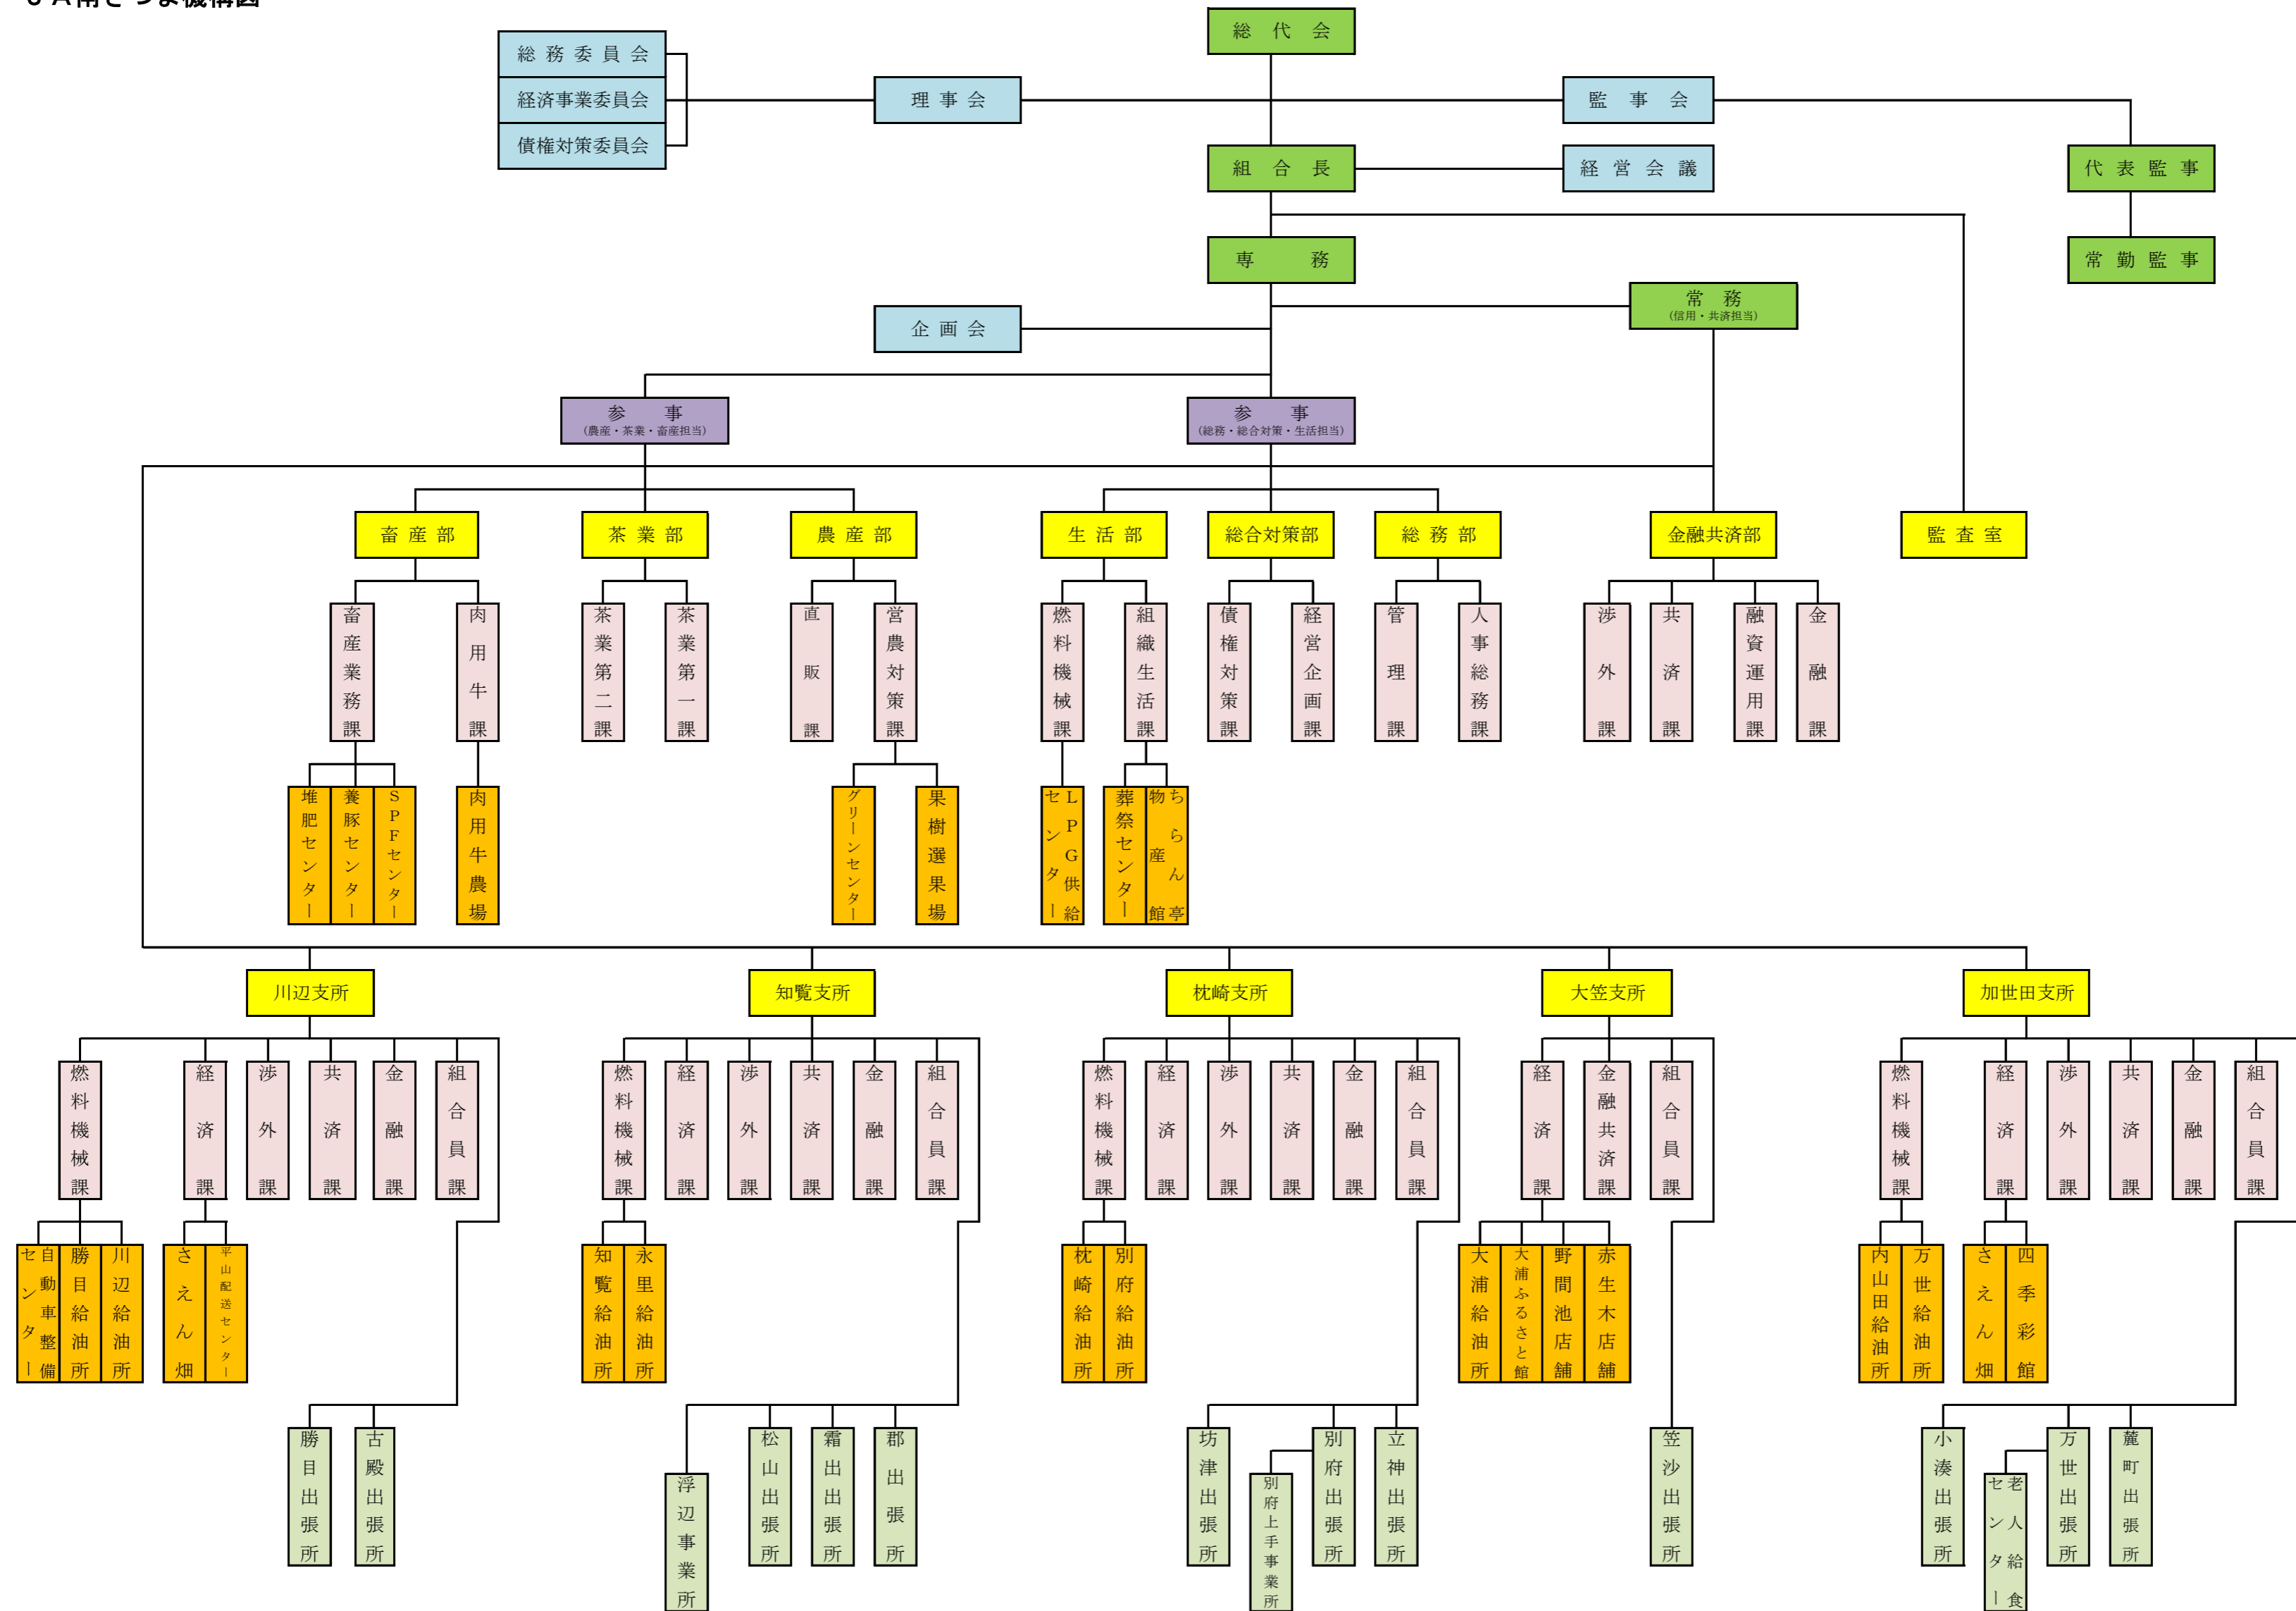 ＪＡ南さつま機構図
総代会
総務委員会
経済事業委員会
債権対策委員会
理事会
監事会
組合長
経営会議
代表監事
専務
常勤監事
常務
(信用・共済担当)
企画会
参事
(農産・茶業・畜産担当)
参事
(総務・総合対策・生活担当)
畜産部
茶業部
農産部
生活部
総合対策部
総務部
金融共済部
監査室
畜産業務課
肉用牛課
茶業第二課
茶業第一課
直販課
営農対策課
燃料機械課
組織生活課
債権対策課
経営企画課
管理課
人事総務課
渉外課
共済課
融資運用課
金融課
堆肥センター
養豚センター
SPFセンター
肉用牛農場
グリーンセンター
果樹選果場
LPG供給
センター
葬祭センター
ちらん亭
物産館
川辺支所
知覧支所
枕崎支所
大笠支所
加世田支所
燃料機械課
経済課
渉外課
共済課
金融課
組合員課
燃料機械課
経済課
渉外課
共済課
金融課
組合員課
燃料機械課
経済課
渉外課
共済課
金融課
組合員課
経済課
金融共済課
組合員課
燃料機械課
経済課
渉外課
共済課
金融課
組合員課
自動車整備
センター
勝目給油所
川辺給油所
さえん畑
平山配送センター
知覧給油所
永里給油所
枕崎給油所
別府給油所
大浦給油所
大浦ふるさと館
野間池店舗
赤生木店舗
内山田給油所
万世給油所
さえん畑
四季彩館
勝目出張所
古殿出張所
浮辺事業所
松山出張所
霜出出張所
郡出張所
坊津出張所
別府上手事業所
別府出張所
立神出張所
笠沙出張所
小湊出張所
老人給食
センター
万世出張所
麓町出張所